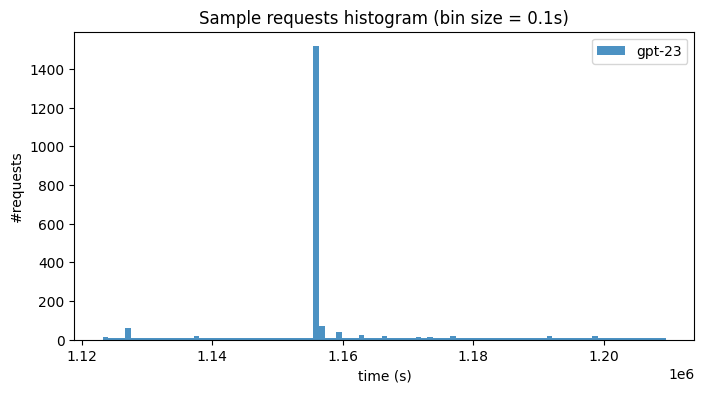 Sample requests histogram (bin size = 0.1s)
gpt-23
#requests
1400
1200
1000
800
600
400
200
0
1.12 1.14 1.16 1.18 1.20
1e6
time (s)